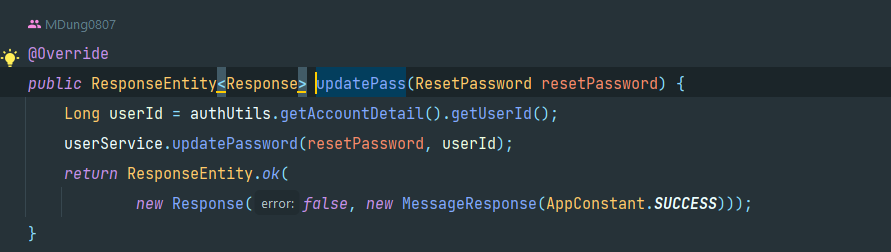 MDung0807
@Override
public ResponseEntity<Response> updatePass(ResetPassword resetPassword) {
Long userId = authUtils.getAccountDetail().getUserId();
userService.updatePassword(resetPassword, userId);
return ResponseEntity.ok(
new Response( error: false, new MessageResponse(AppConstant.SUCCESS)));
}